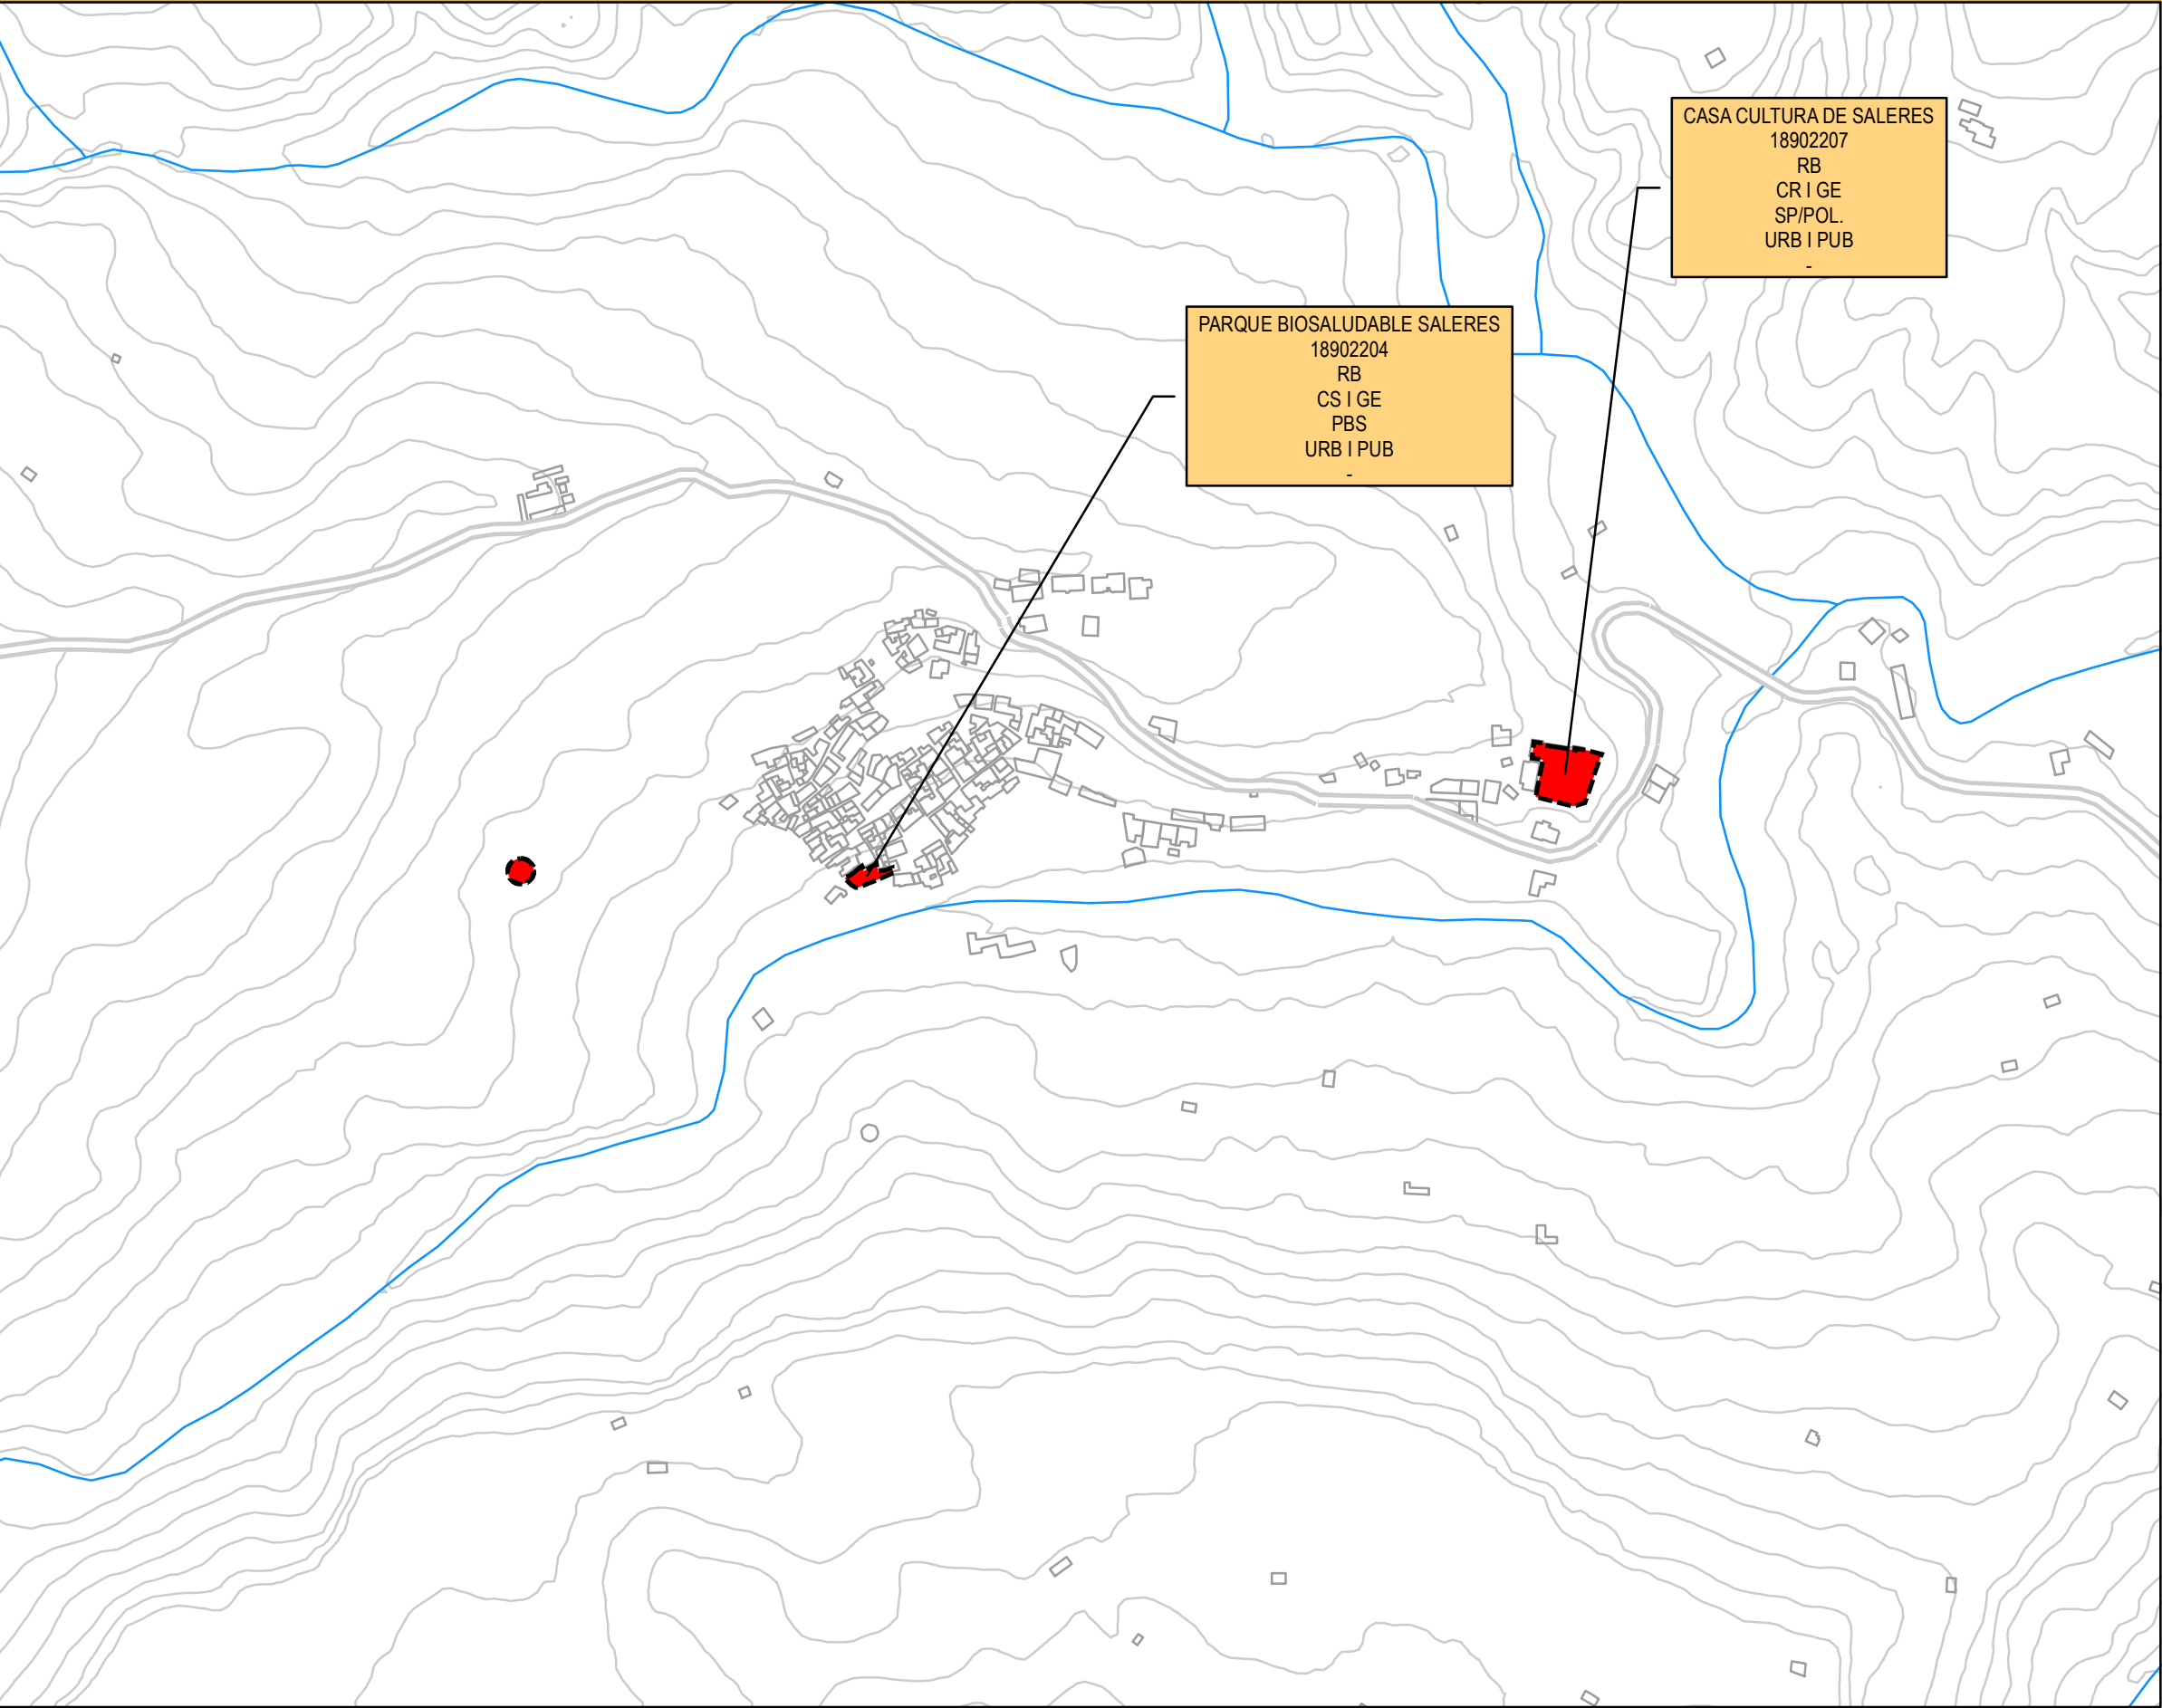 CASA CULTURA DE SALERES
18902207
RB
CR I GE
SP/POL.
URB I PUB
-
PARQUE BIOSALUDABLE SALERES
18902204
RB
CS I GE
PBS
URB I PUB
-